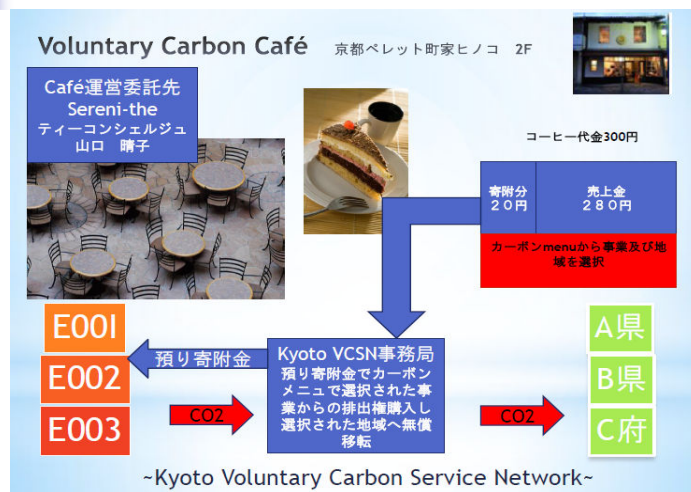 Voluntary Carbon Café 京都ペレット町家ヒノコ 2F
Café運営委託先
Sereni-the
ティーコンシェルジュ
山口 晴子
コーヒー代金300円
寄附分
２０円
売上金
２８０円
カーボンmenuから事業及び地
域を選択
E001
E002
E003
預り寄附金
CO2
Kyoto VCSN事務局
預り寄附金でカーボン
メニュで選択された事
業からの排出権購入し
選択された地域へ無償
移転
CO2
A県
B県
C府
~Kyoto Voluntary Carbon Service Network~